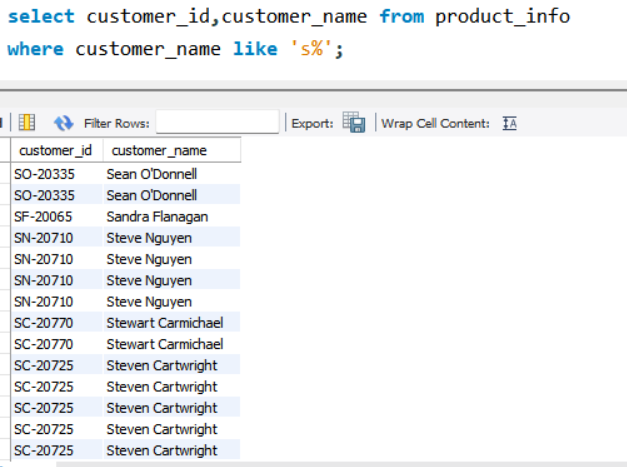 select customer_id,customer_name from product_info
where customer_name like 's%';
Filter Rows: Export: Wrap Cell Content:
customer_id customer_name
SO-20335 Sean O'Donnell
SO-20335 Sean O'Donnell
SF-20065 Sandra Flanagan
SN-20710 Steve Nguyen
SN-20710 Steve Nguyen
SN-20710 Steve Nguyen
SN-20710 Steve Nguyen
SC-20770 Stewart Carmichael
SC-20770 Stewart Carmichael
SC-20725 Steven Cartwright
SC-20725 Steven Cartwright
SC-20725 Steven Cartwright
SC-20725 Steven Cartwright
SC-20725 Steven Cartwright